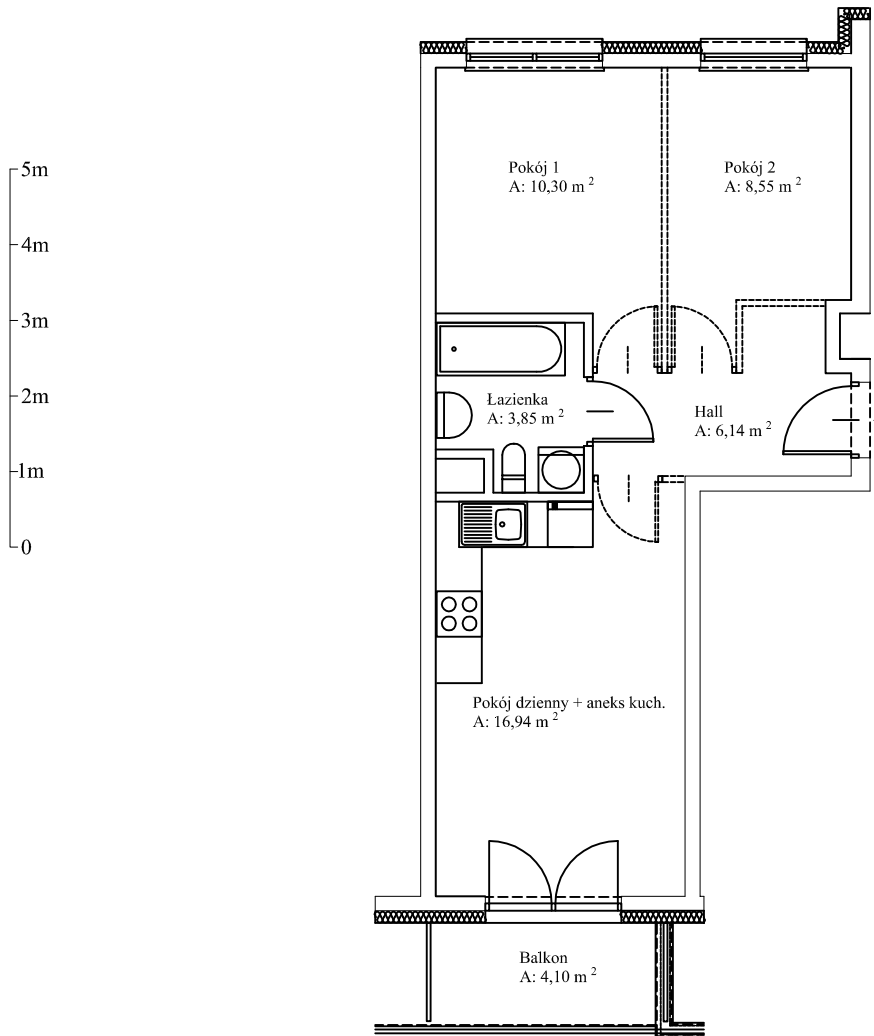 Pokój 1
A: 10,30 m ²
Pokój 2
A: 8,55 m ²
5m
4m
3m
2m
1m
0
Łazienka
A: 3,85 m ²
Hall
A: 6,14 m ²
Pokój dzienny + aneks kuch.
A: 16,94 m ²
Balkon
A: 4,10 m ²